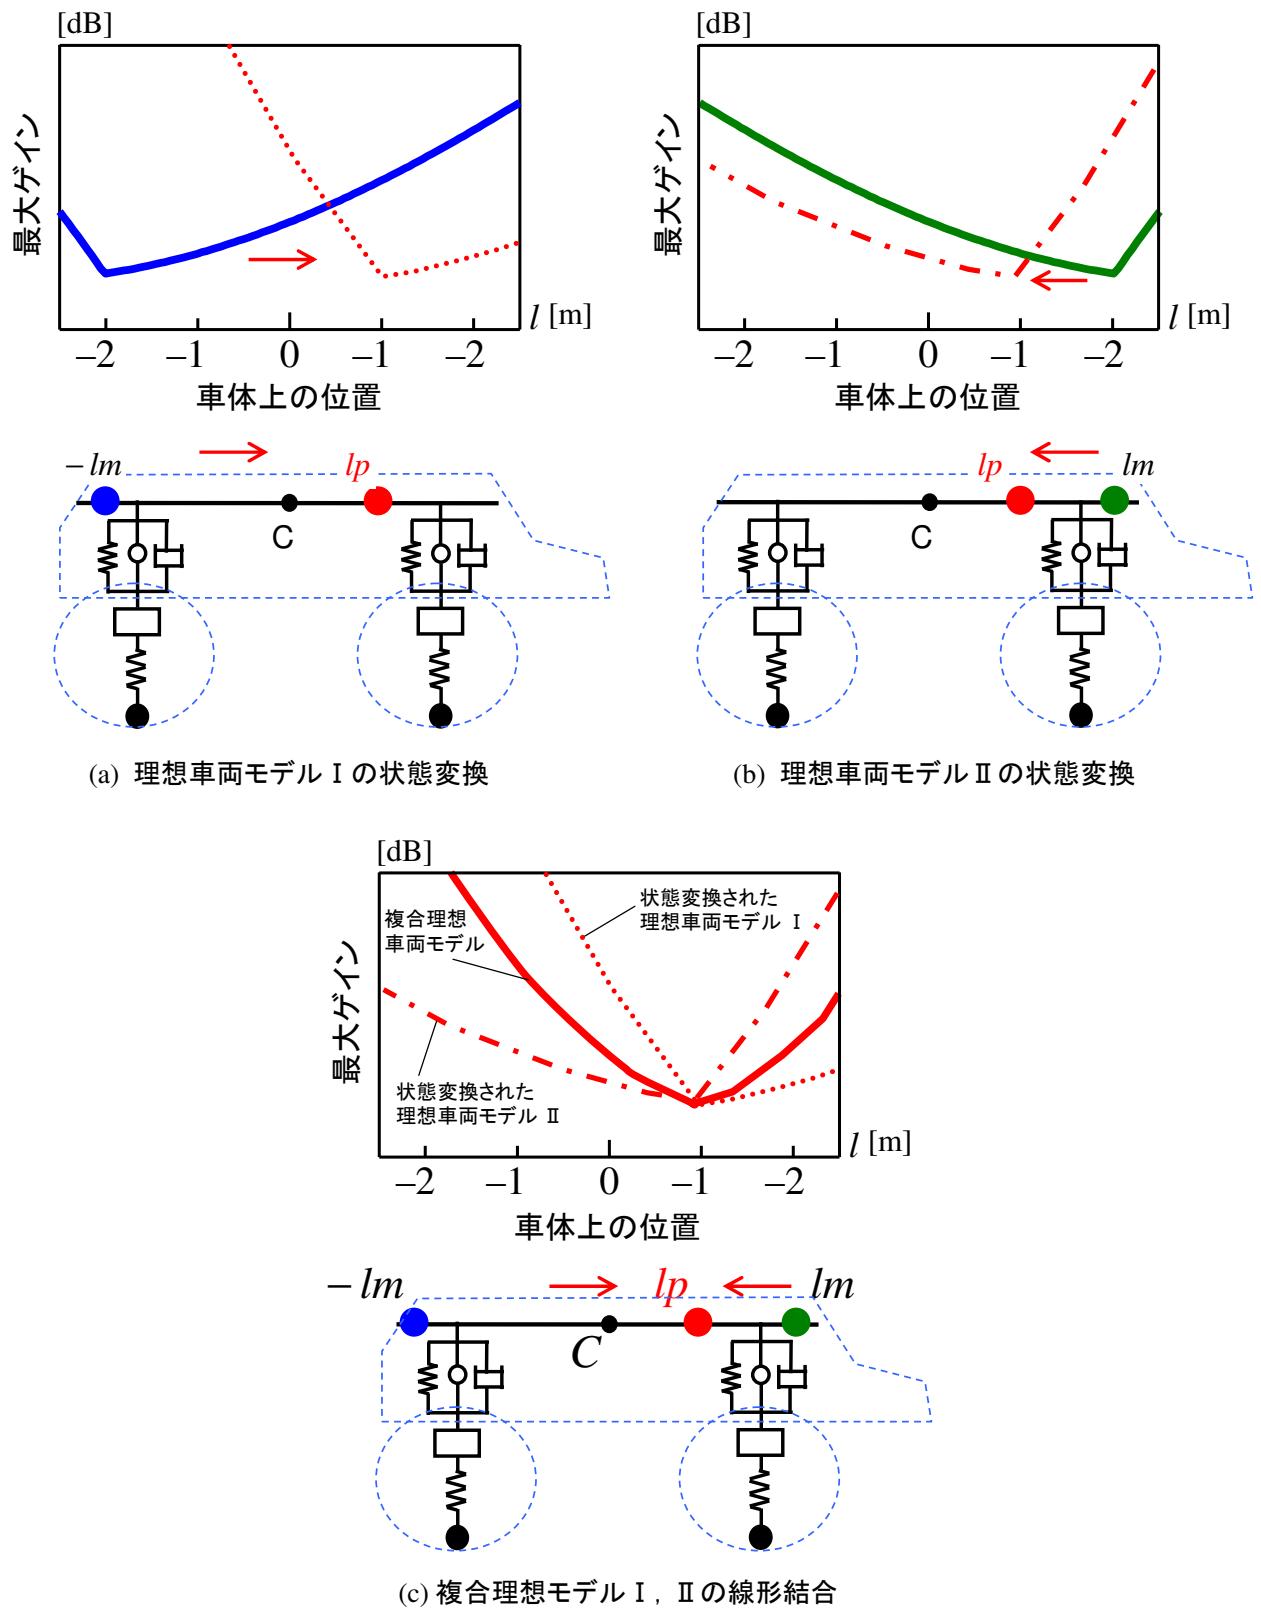 [dB]
最大ゲイン
l [m]
–2 –1 0 –1 –2
車体上の位置
– lm
lp
C
(a) 理想車両モデル Ⅰ の状態変換
[dB]
最大ゲイン
l [m]
–2 –1 0 –1 –2
車体上の位置
lp
lm
C
(b) 理想車両モデル Ⅱ の状態変換
[dB]
最大ゲイン
複合理想
車両モデル
状態変換された
理想車両モデル Ⅰ
状態変換された
理想車両モデル Ⅱ
l [m]
–2 –1 0 –1 –2
車体上の位置
– lm
lp
lm
C
(c) 複合理想モデル Ⅰ, Ⅱ の線形結合